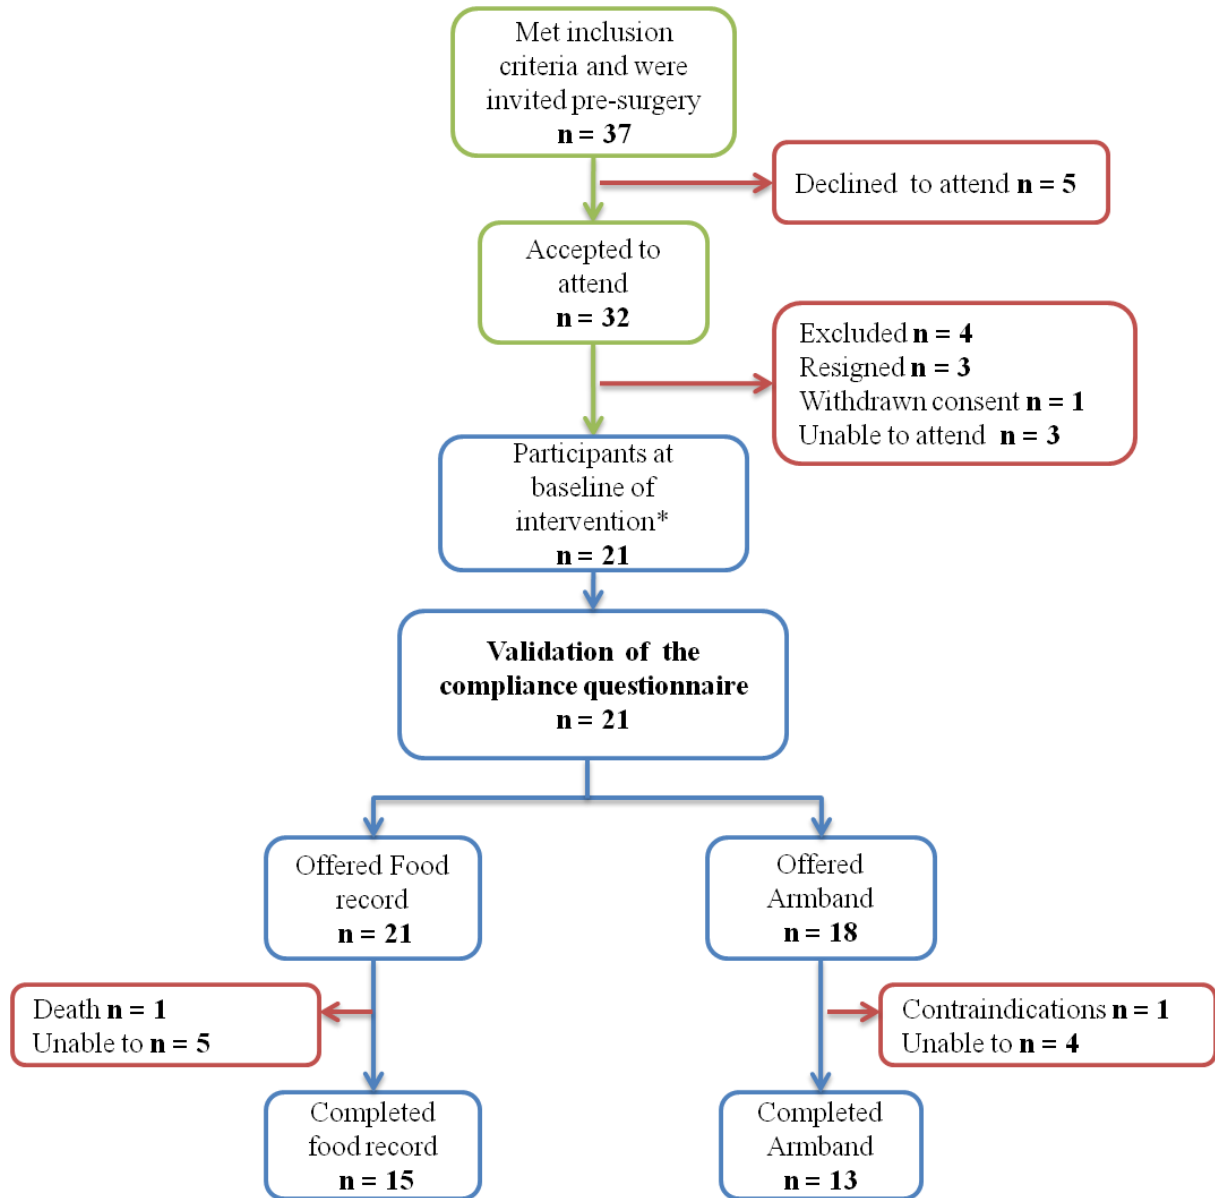 Met inclusion
criteria and were
invited pre-surgery
n = 37
Declined to attend n = 5
Accepted to
attend
n = 32
Excluded n = 4
Resigned n = 3
Withdrawn consent n = 1
Unable to attend n = 3
Participants at
baseline of
intervention*
n = 21
Validation of the
compliance questionnaire
n = 21
Offered Food
record
n = 21
Offered
Armband
n = 18
Death n = 1
Unable to n = 5
Contraindications n = 1
Unable to n = 4
Completed
food record
n = 15
Completed
Armband
n = 13